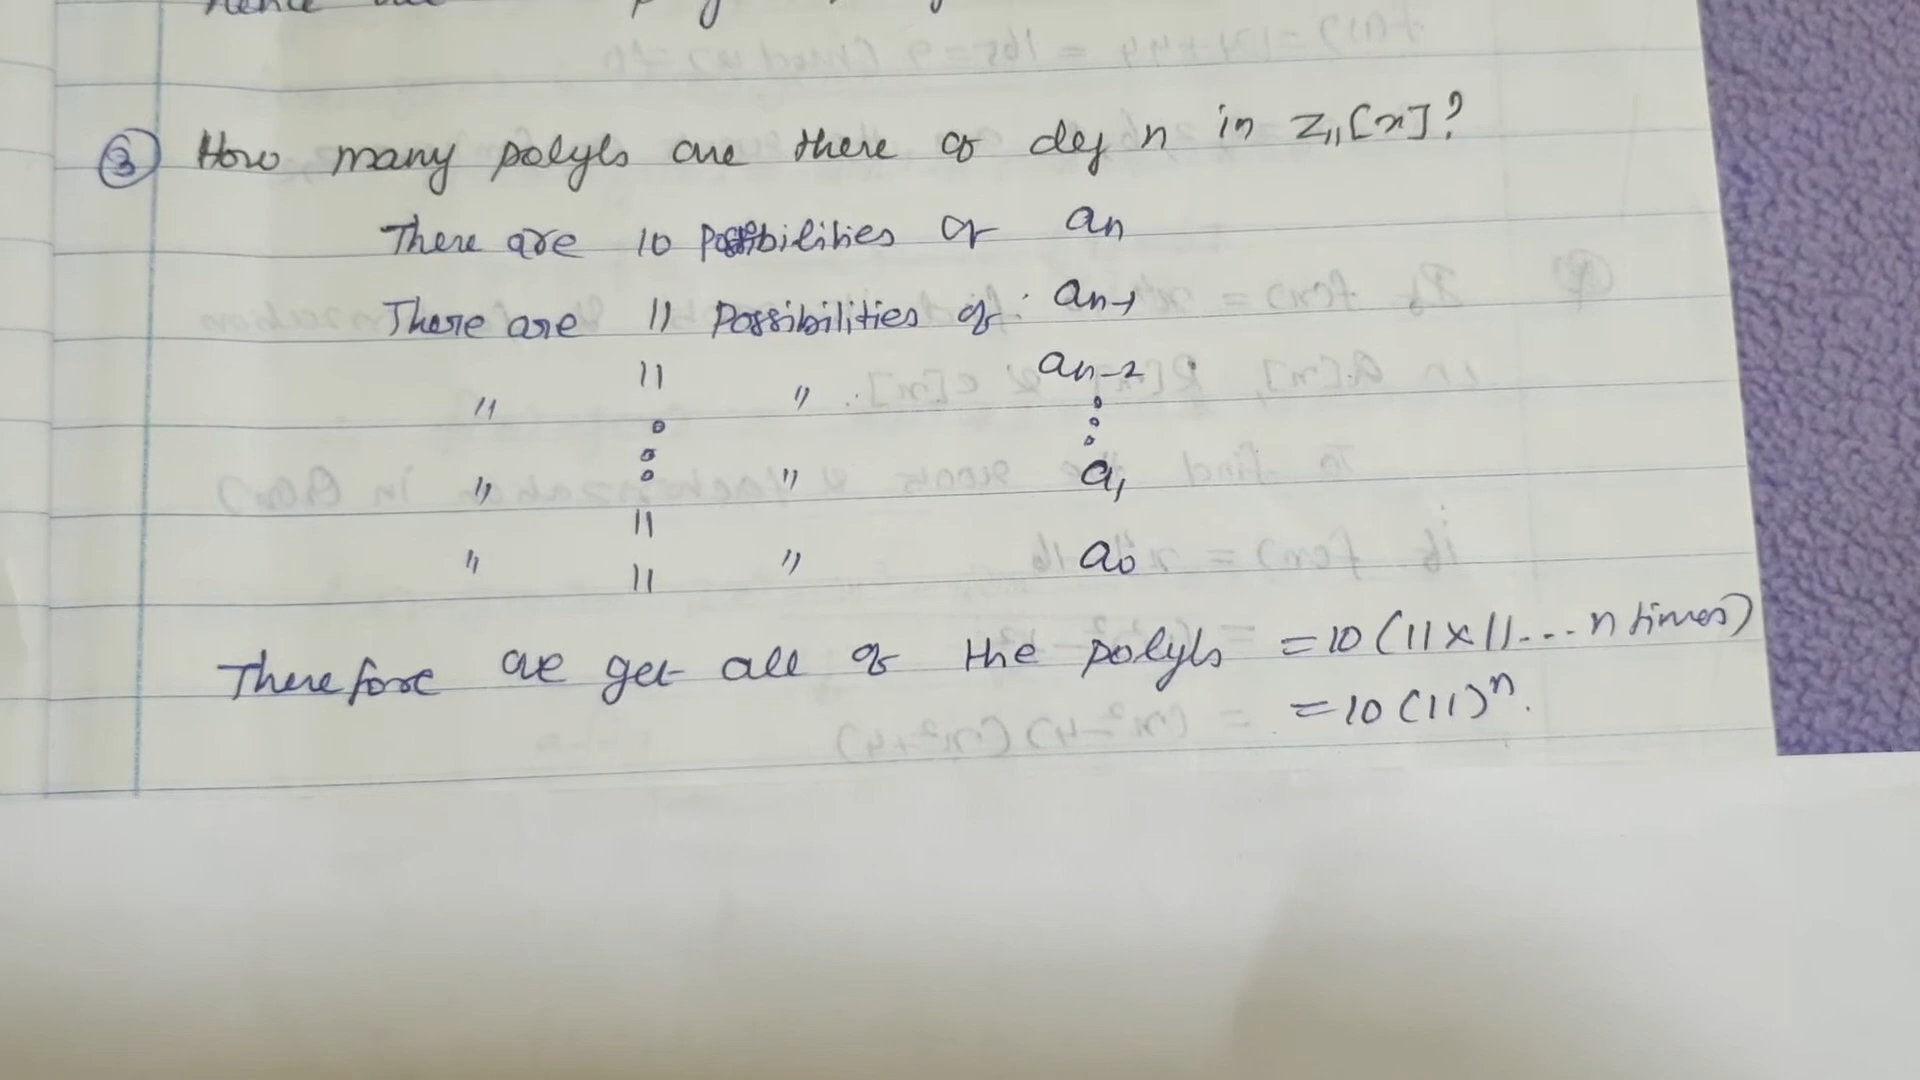 Hence
③ How many polyls are there of deg n in Z₁₁[x]?
There are 10 possibilities of aₙ
There are 11 possibilities of aₙ₋₁
" 11 " aₙ₋₂
" " a₁
" 11 " a₀
11
Therefore we get all of the polyls = 10 (11 x 11 ... n times)
= 10 (11)ⁿ.